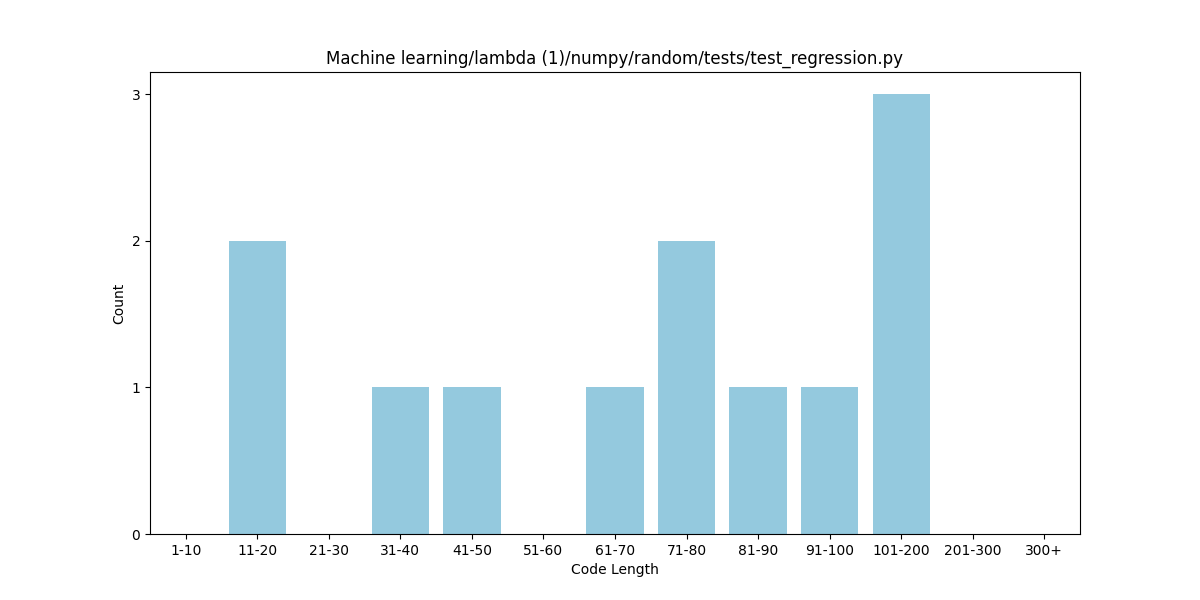 Machine learning/lambda (1)/numpy/random/tests/test_regression.py
3
2
1
0
Count
1-10 11-20 21-30 31-40 41-50 51-60 61-70 71-80 81-90 91-100 101-200 201-300 300+
Code Length